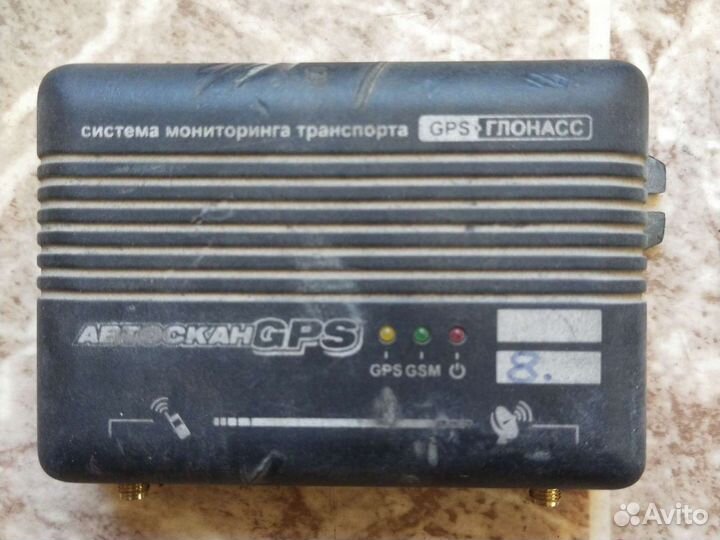 система мониторинга транспорта GPS+ГЛОНАСС
АВТОСКАН GPS
GPS GSM
8.
Avito